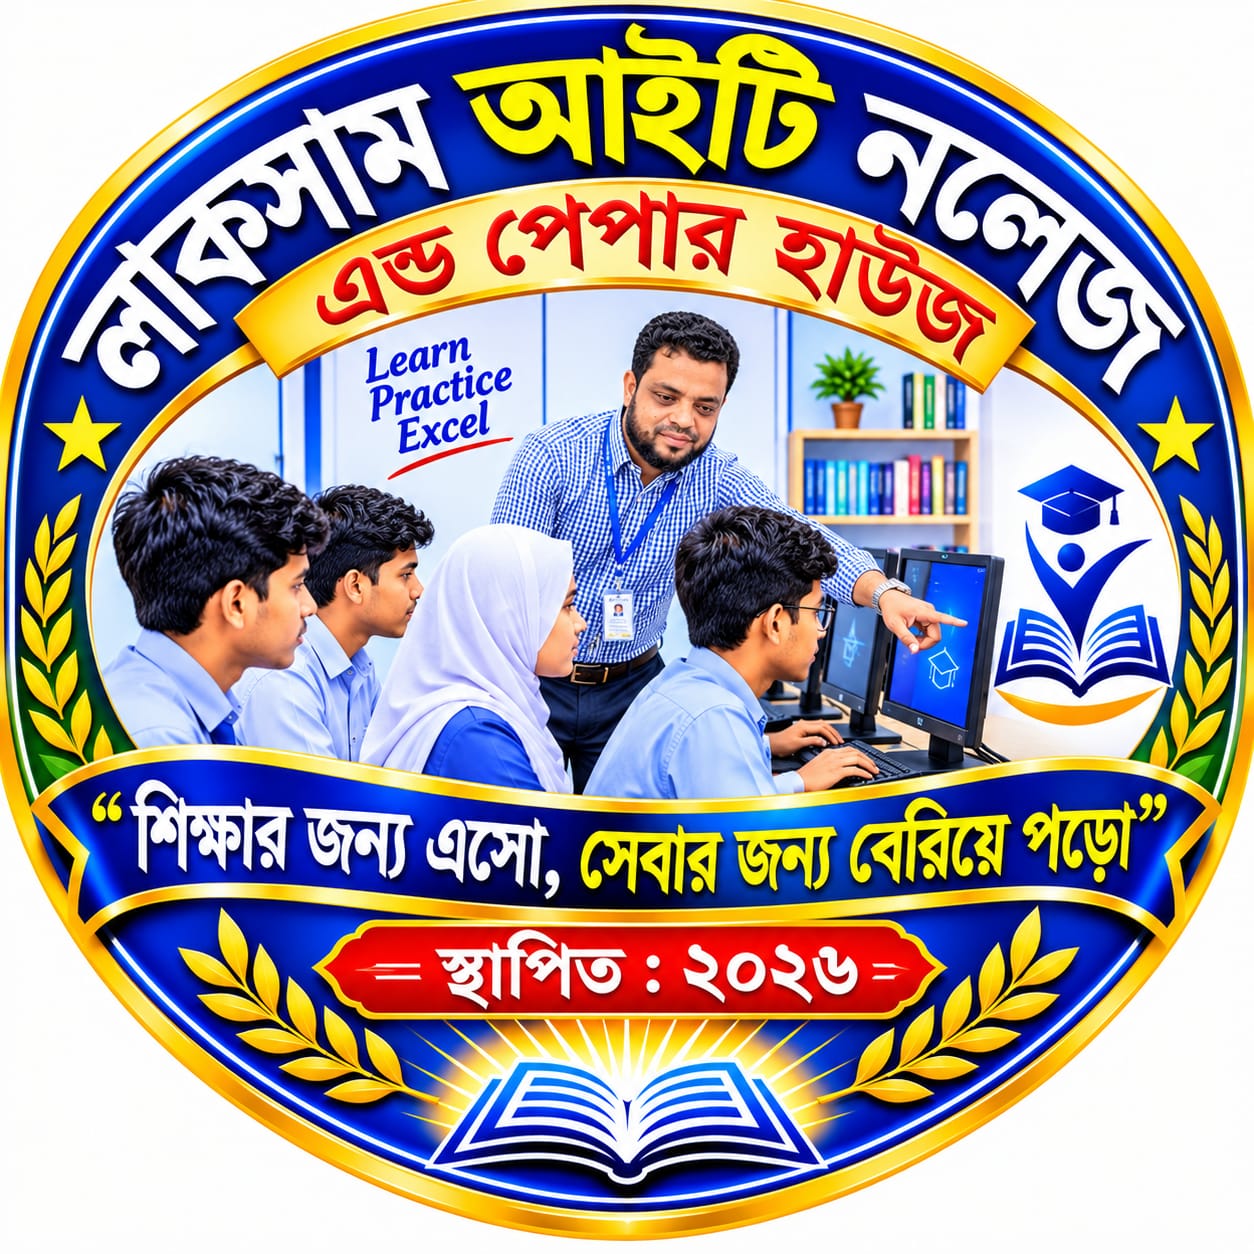 লাকসাম আইটি নলেজ
এন্ড পেপার হাউজ
Learn
Practice
Excel
“শিক্ষার জন্য এসো, সেবার জন্য বেরিয়ে পড়ো”
স্থাপিত : ২০২৬